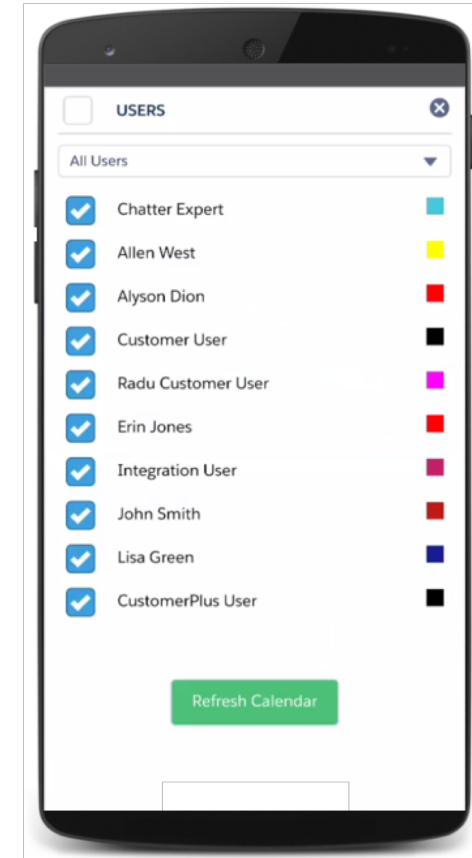 USERS
All Users
Chatter Expert
Allen West
Alyson Dion
Customer User
Radu Customer User
Erin Jones
Integration User
John Smith
Lisa Green
CustomerPlus User
Refresh Calendar